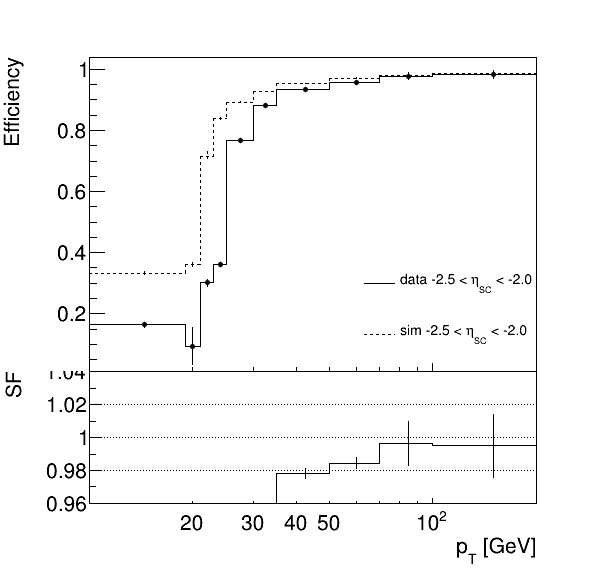 Efficiency
1
0.8
0.6
0.4
0.2
data -2.5 < η_SC < -2.0
sim -2.5 < η_SC < -2.0
SF
1.04
1.02
1
0.98
0.96
20 30 40 50 10²
p_T [GeV]